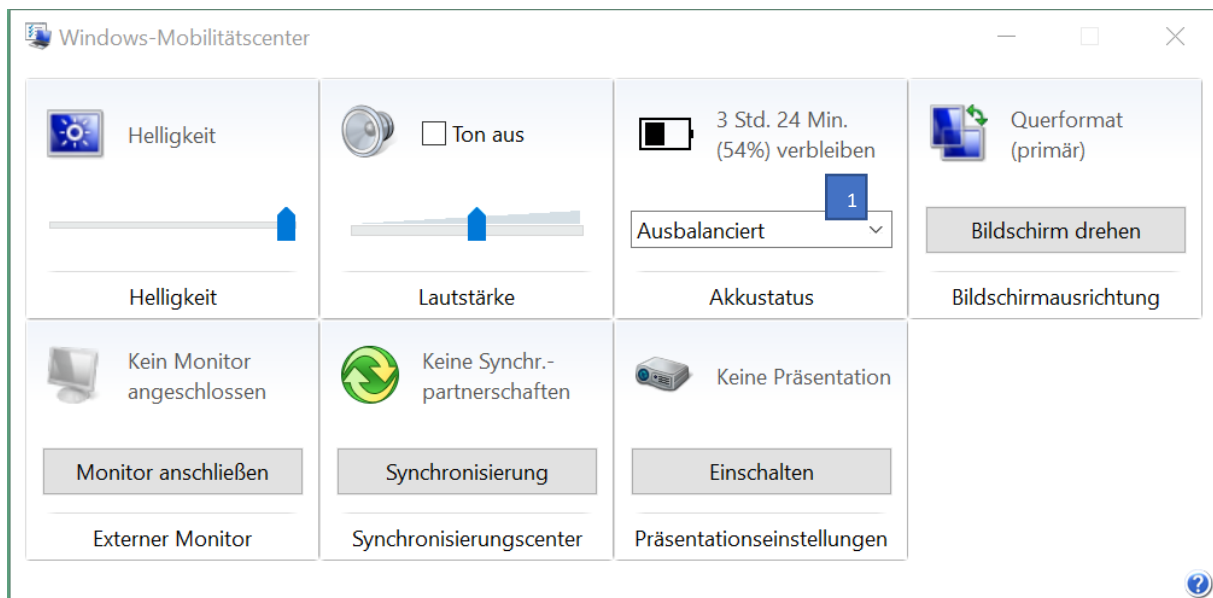 Windows-Mobilitätscenter
Helligkeit
Helligkeit
Ton aus
Lautstärke
3 Std. 24 Min.
(54%) verbleiben
1
Ausbalanciert
Akkustatus
Querformat
(primär)
Bildschirm drehen
Bildschirmausrichtung
Kein Monitor
angeschlossen
Monitor anschließen
Externer Monitor
Keine Synchr.-
partnerschaften
Synchronisierung
Synchronisierungscenter
Keine Präsentation
Einschalten
Präsentationseinstellungen
?